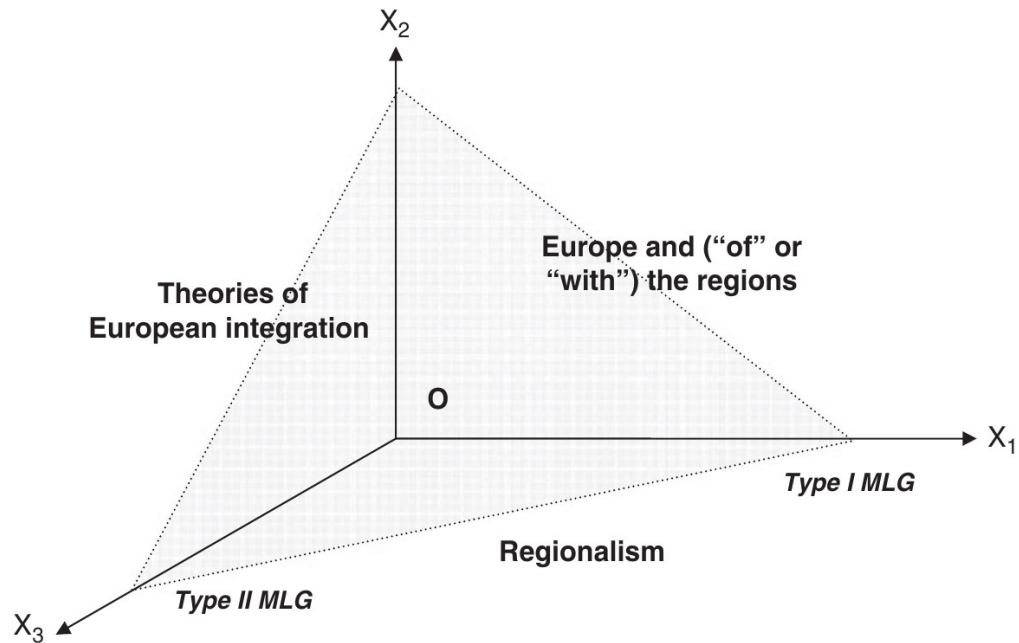 X2
Europe and (“of” or
“with”) the regions
Theories of
European integration
O
X1
Type I MLG
Regionalism
Type II MLG
X3